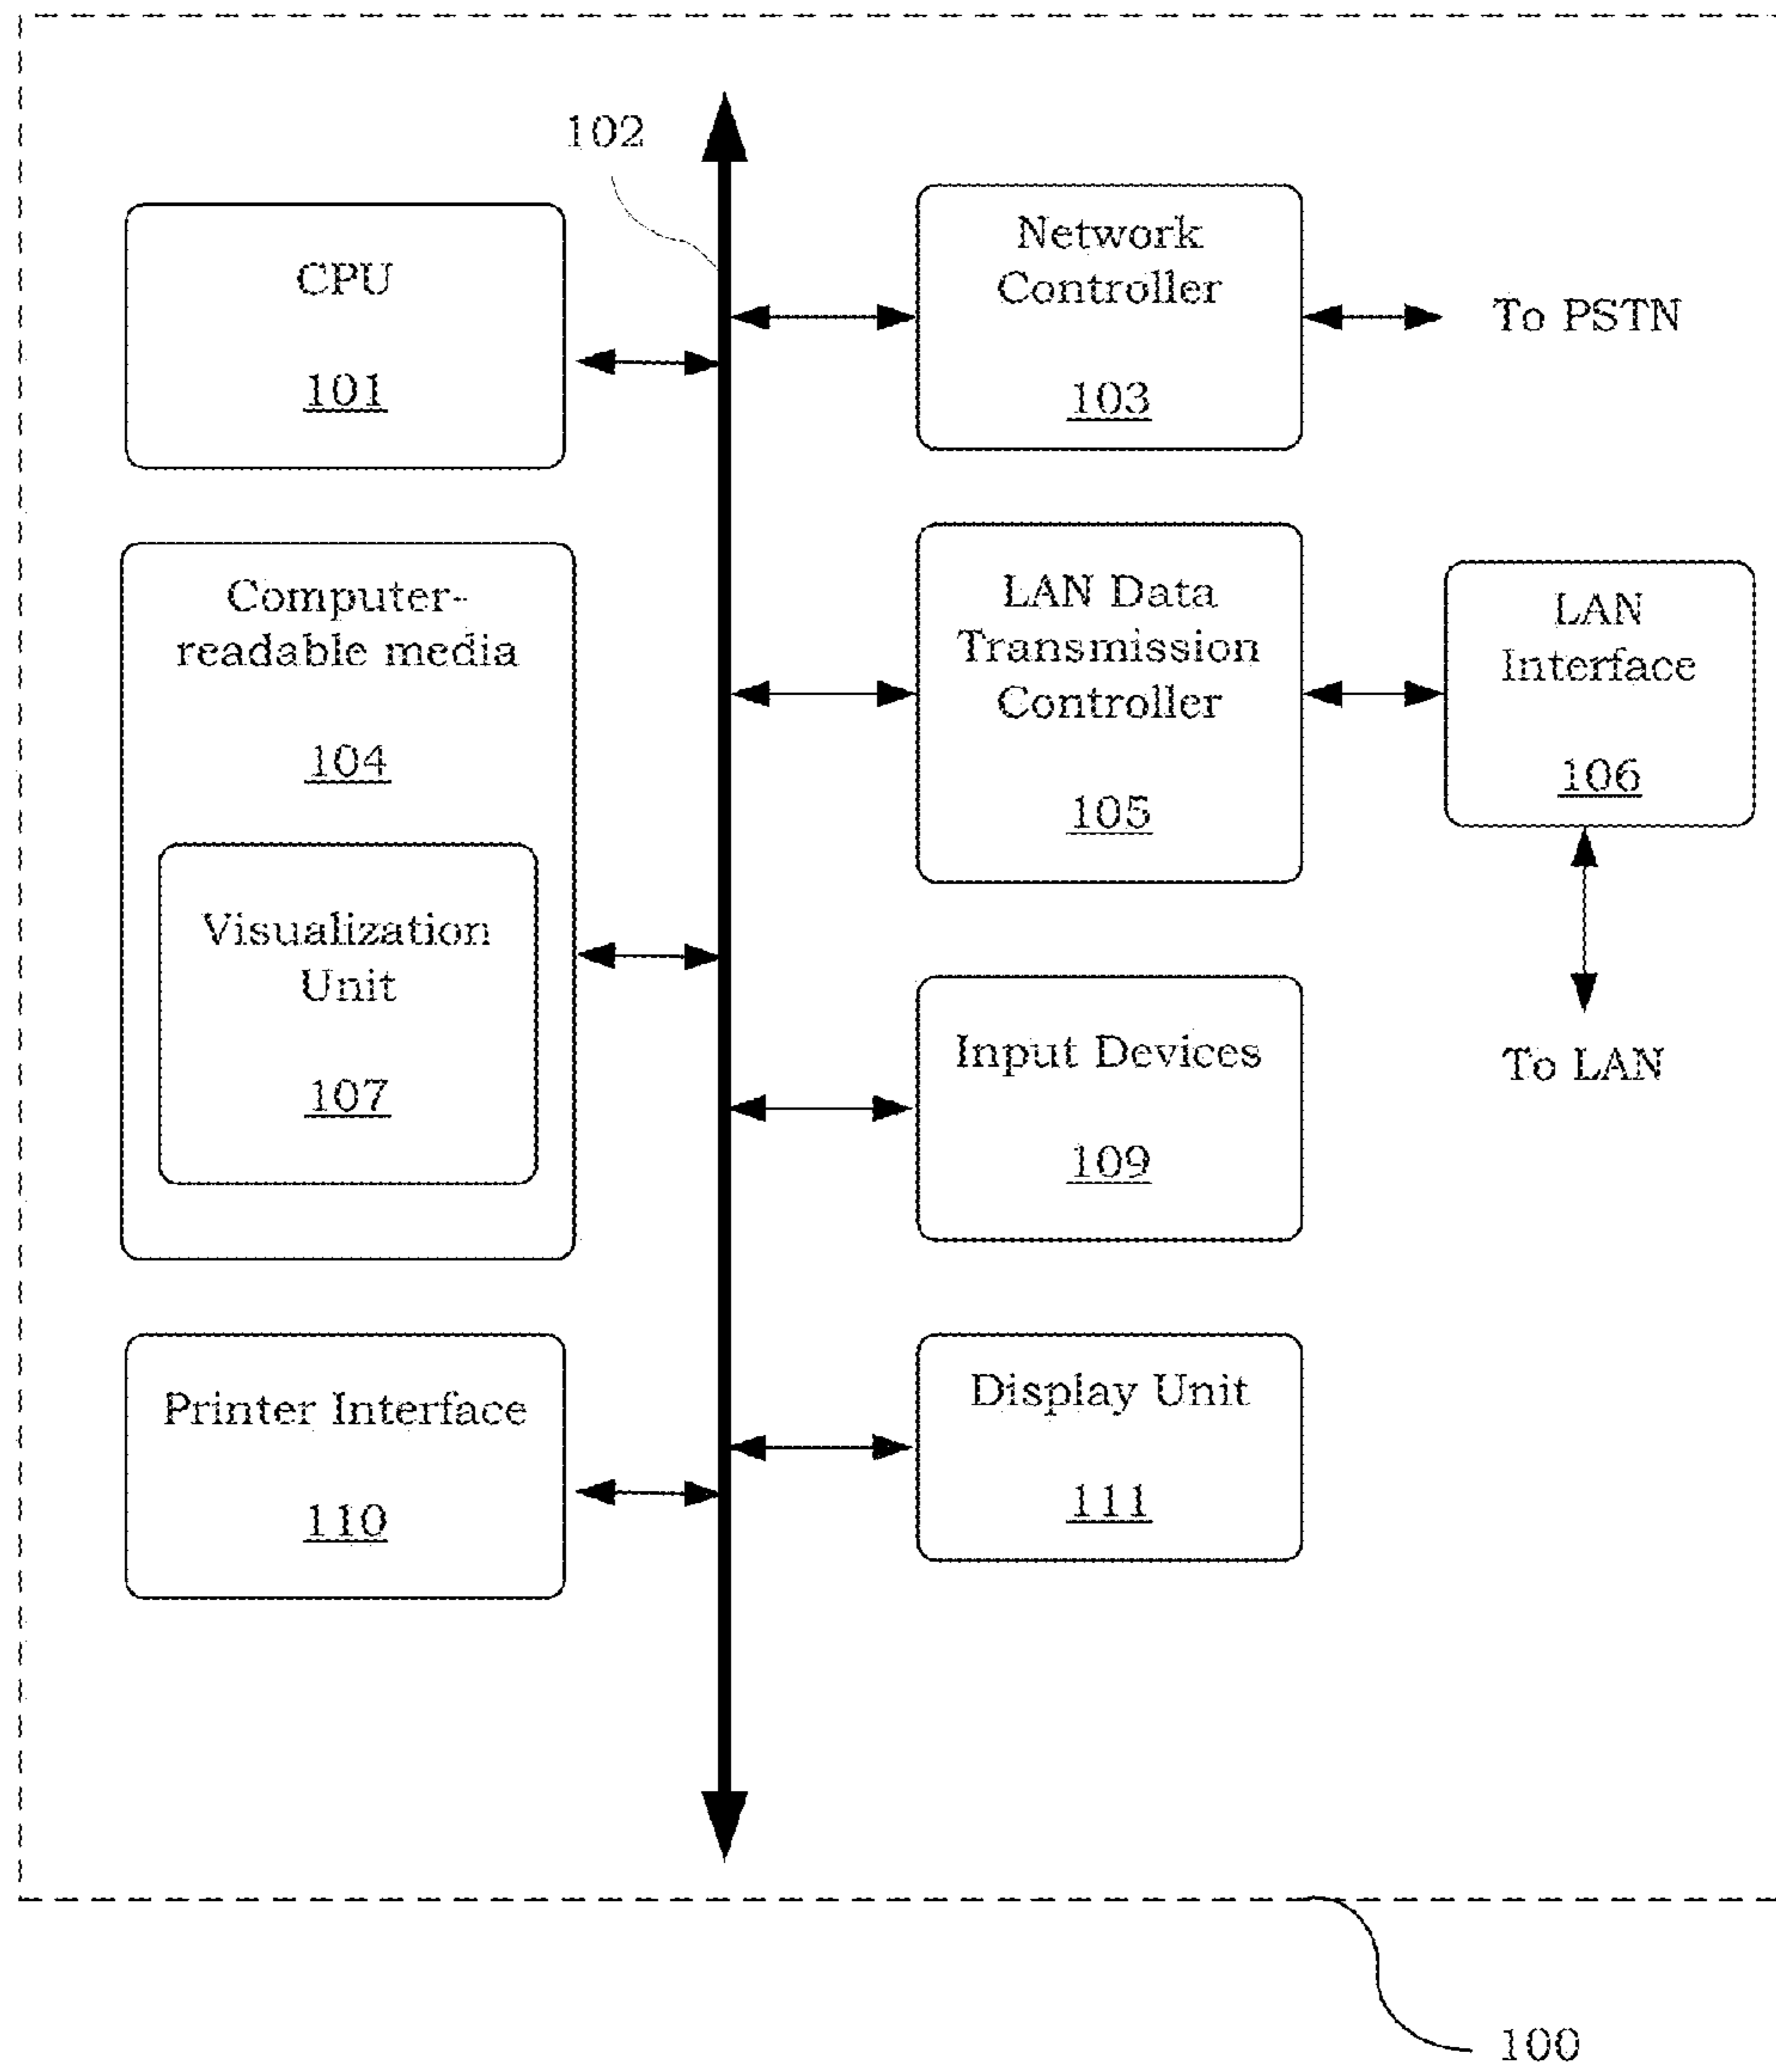 102
CPU
101
Network
Controller
103
To PSTN
Computer-
readable media
104
Visualization
Unit
107
LAN Data
Transmission
Controller
105
LAN
Interface
106
To LAN
Input Devices
109
Printer Interface
110
Display Unit
111
100